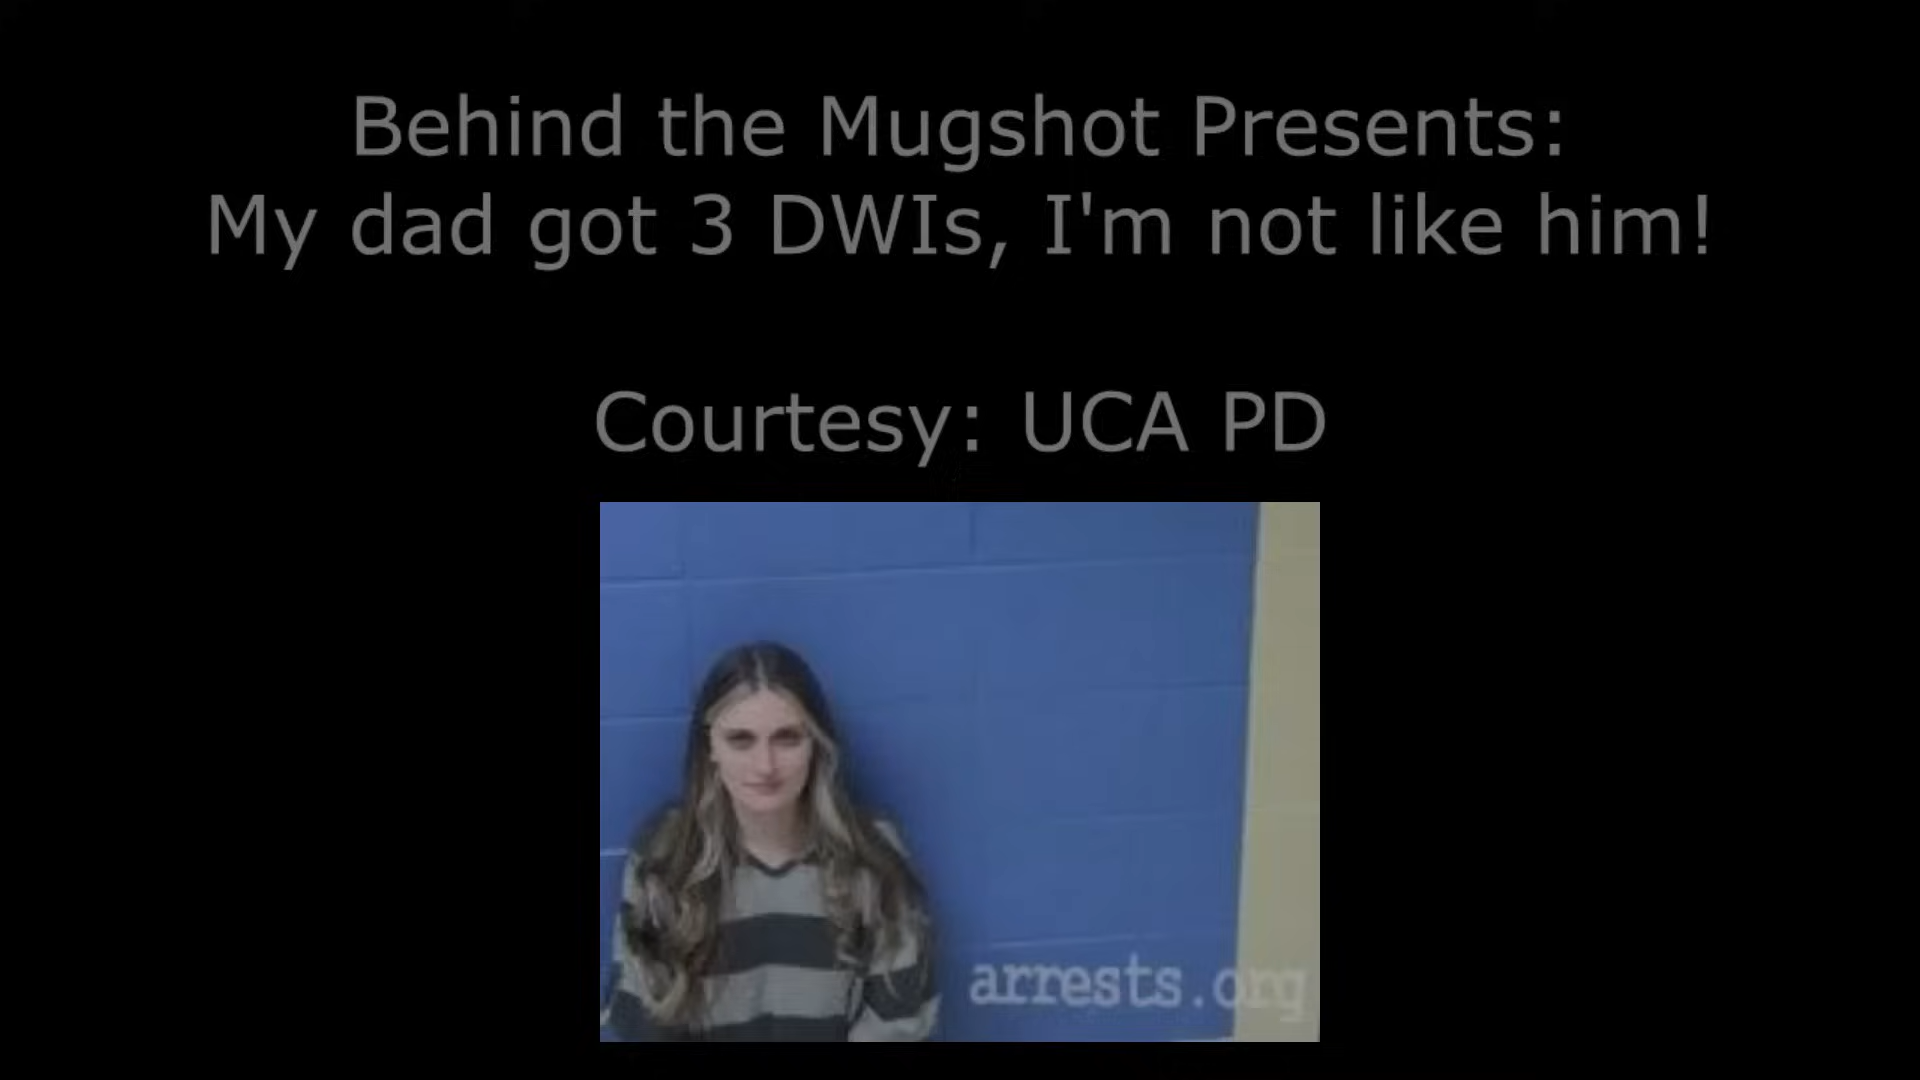 Behind the Mugshot Presents:
My dad got 3 DWIs, I'm not like him!
Courtesy: UCA PD
arrests.org